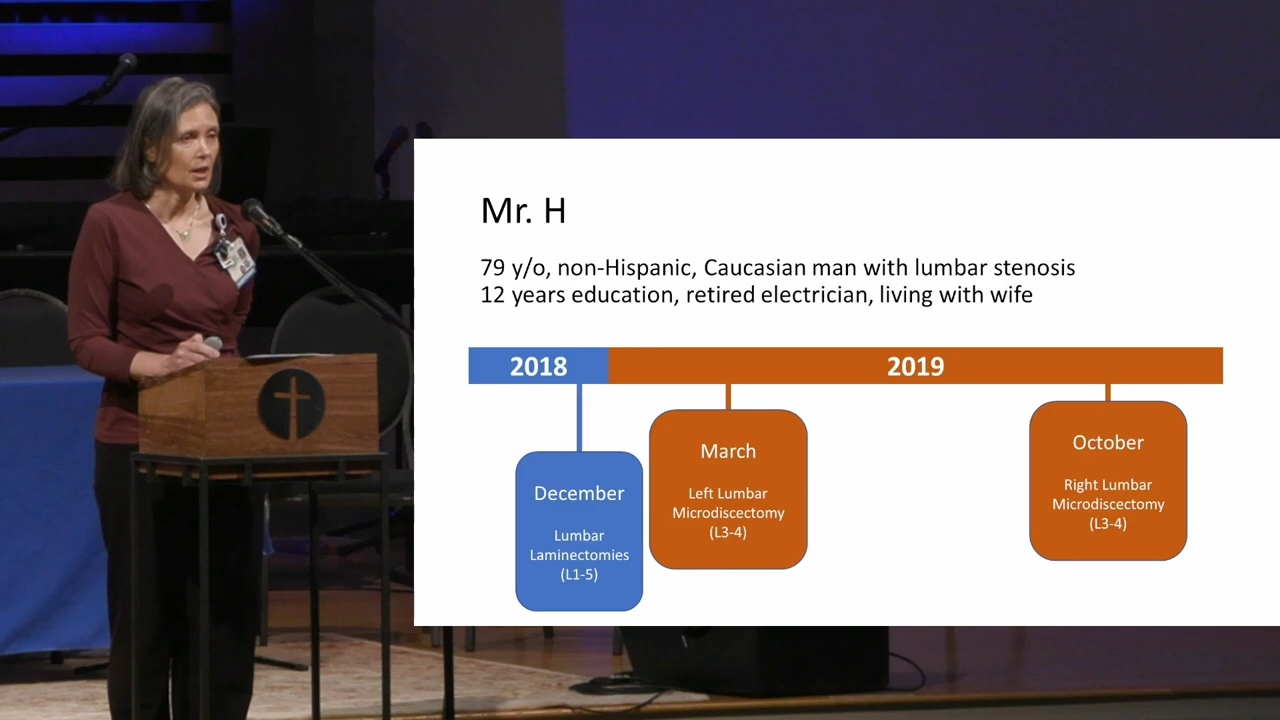 Mr. H
79 y/o, non-Hispanic, Caucasian man with lumbar stenosis
12 years education, retired electrician, living with wife
2018
2019
December
Lumbar
Laminectomies
(L1-5)
March
Left Lumbar
Microdiscectomy
(L3-4)
October
Right Lumbar
Microdiscectomy
(L3-4)